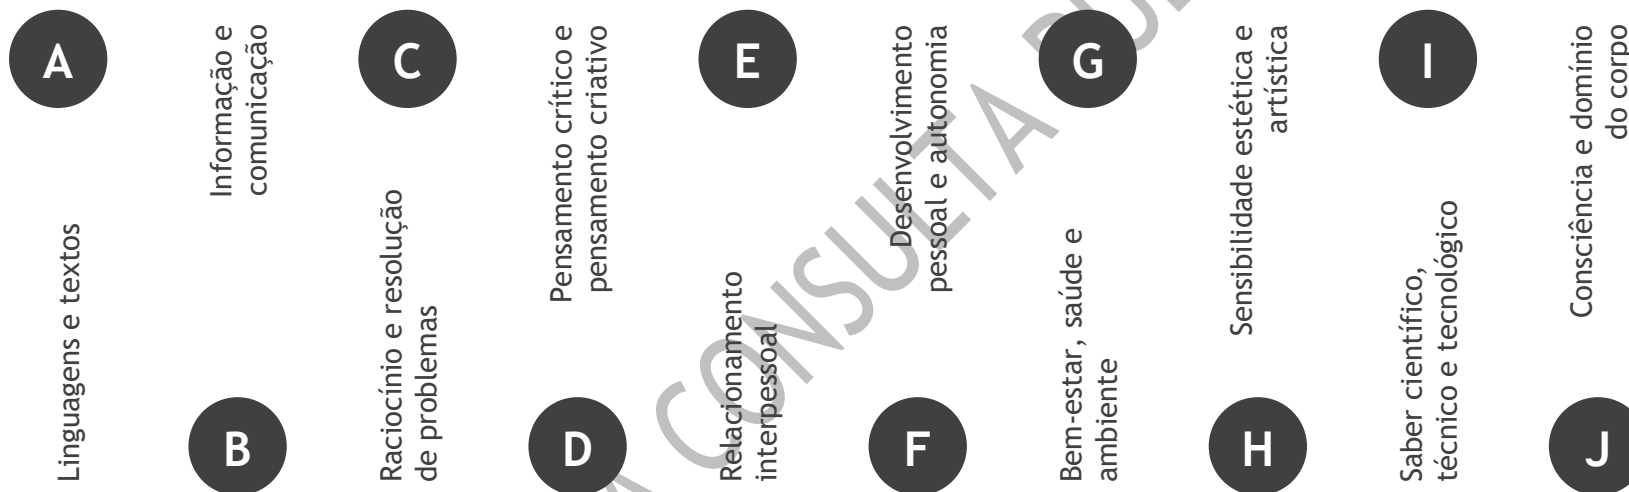 A
Linguagens e textos
Informação e
comunicação
B
C
Raciocínio e resolução
de problemas
Pensamento crítico e
pensamento criativo
D
E
Relacionamento
interpessoal
Desenvolvimento
pessoal e autonomia
F
G
Bem-estar, saúde e
ambiente
Sensibilidade estética e
artística
H
I
Saber científico,
técnico e tecnológico
Consciência e domínio
do corpo
J
A CONSULTA